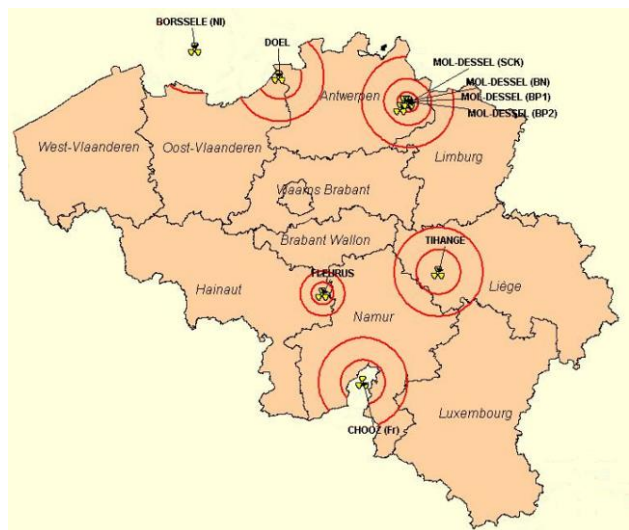 BORSSELE (Nl)
DOEL
MOL-DESSEL (SCK)
MOL-DESSEL (BN)
MOL-DESSEL (BP1)
MOL-DESSEL (BP2)
Antwerpen
West-Vlaanderen
Oost-Vlaanderen
Limburg
Vlaams Brabant
Brabant Wallon
TIHANGE
FLEURUS
Hainaut
Liège
Namur
Luxembourg
CHOOZ (Fr)